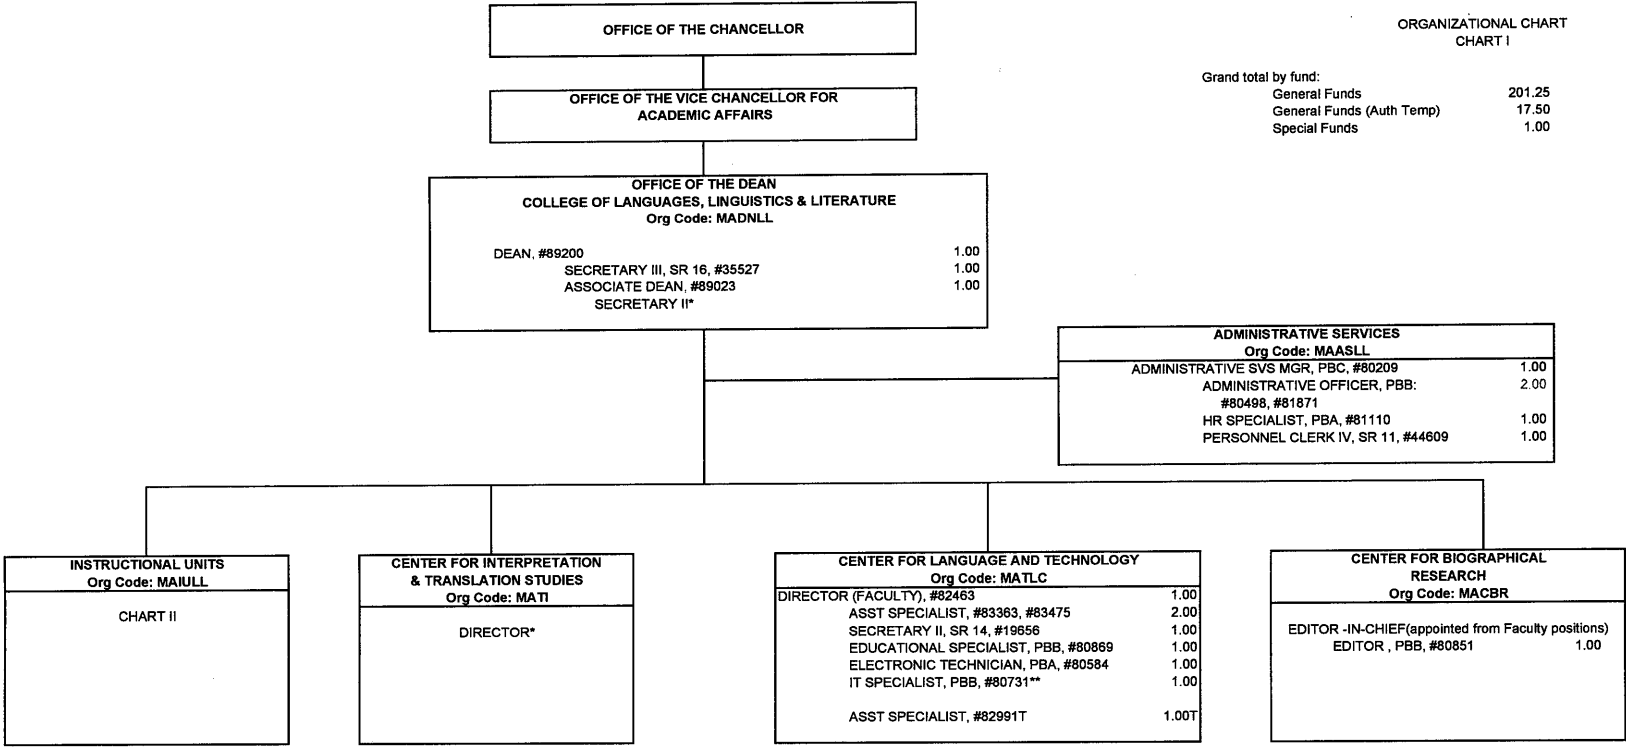 OFFICE OF THE CHANCELLOR
ORGANIZATIONAL CHART
CHART I
Grand total by fund:
General Funds 201.25
General Funds (Auth Temp) 17.50
Special Funds 1.00
OFFICE OF THE VICE CHANCELLOR FOR
ACADEMIC AFFAIRS
OFFICE OF THE DEAN
COLLEGE OF LANGUAGES, LINGUISTICS & LITERATURE
Org Code: MADNLL
DEAN, #89200 1.00
SECRETARY III, SR 16, #35527 1.00
ASSOCIATE DEAN, #89023 1.00
SECRETARY II*
ADMINISTRATIVE SERVICES
Org Code: MAASLL
ADMINISTRATIVE SVS MGR, PBC, #80209 1.00
ADMINISTRATIVE OFFICER, PBB: 2.00
#80498, #81871
HR SPECIALIST, PBA, #81110 1.00
PERSONNEL CLERK IV, SR 11, #44609 1.00
INSTRUCTIONAL UNITS
Org Code: MAIULL
CHART II
CENTER FOR INTERPRETATION
& TRANSLATION STUDIES
Org Code: MATI
DIRECTOR*
CENTER FOR LANGUAGE AND TECHNOLOGY
Org Code: MATLC
DIRECTOR (FACULTY), #82463 1.00
ASST SPECIALIST, #83363, #83475 2.00
SECRETARY II, SR 14, #19656 1.00
EDUCATIONAL SPECIALIST, PBB, #80869 1.00
ELECTRONIC TECHNICIAN, PBA, #80584 1.00
IT SPECIALIST, PBB, #80731** 1.00
ASST SPECIALIST, #82991T 1.00T
CENTER FOR BIOGRAPHICAL
RESEARCH
Org Code: MACBR
EDITOR -IN-CHIEF(appointed from Faculty positions)
EDITOR , PBB, #80851 1.00